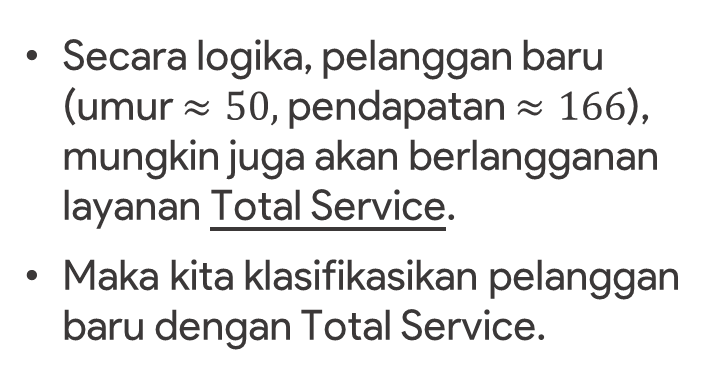 • Secara logika, pelanggan baru
(umur ≈ 50, pendapatan ≈ 166),
mungkin juga akan berlangganan
layanan Total Service.
• Maka kita klasifikasikan pelanggan
baru dengan Total Service.